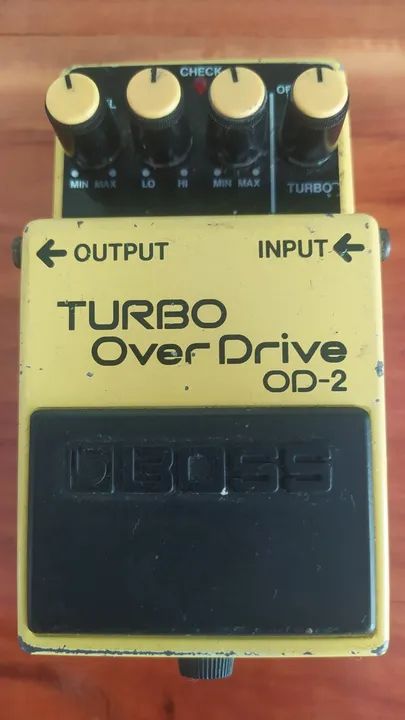 CHECK
MIN MAX LO HI MIN MAX TURBO
OUTPUT INPUT
TURBO
OverDrive
OD-2
BOSS